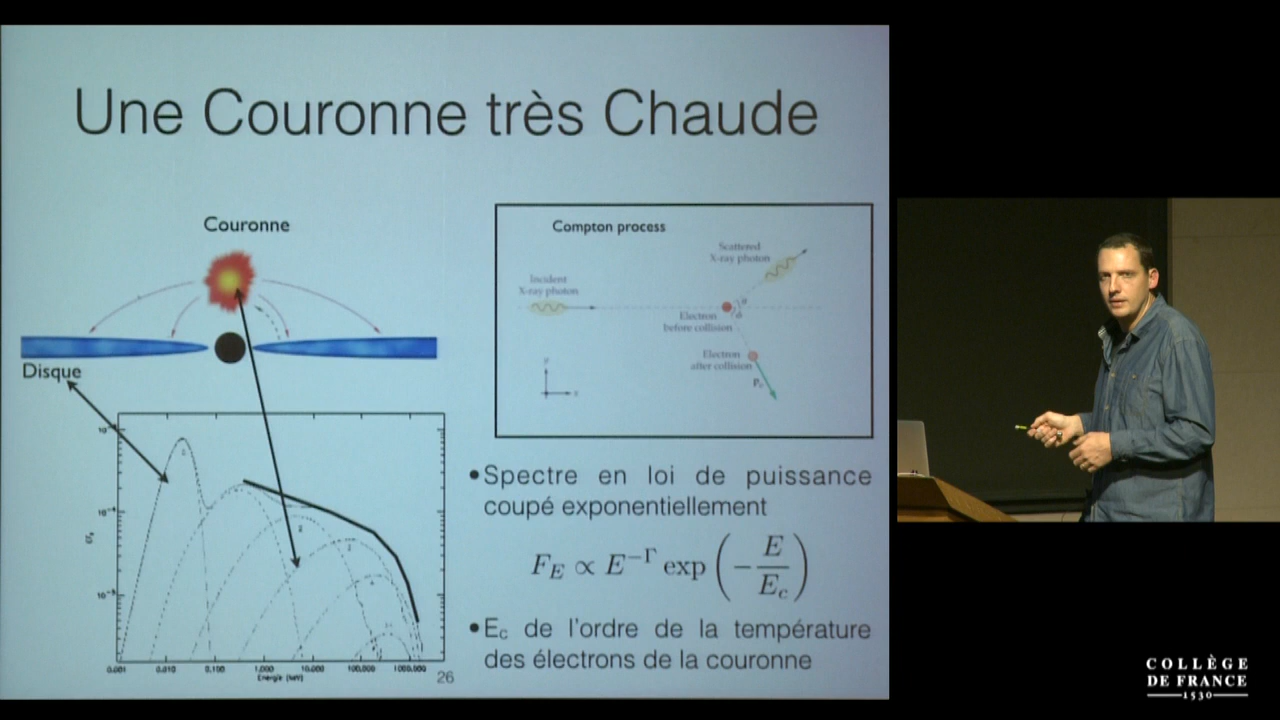 Une Couronne très Chaude
Couronne
Disque
Compton process
Incident
X-ray photon
Scattered
X-ray photon
Electron
before collision
Electron
after collision
θ
y
x
• Spectre en loi de puissance
coupé exponentiellement
F_E ∝ E^{-Γ} exp(-E/E_c)
• E_c de l'ordre de la température
des électrons de la couronne
0.001 0.010 0.100 1.000 10.000 100.000 1000.000
Energie (keV)
26
COLLÈGE
DE FRANCE
1530